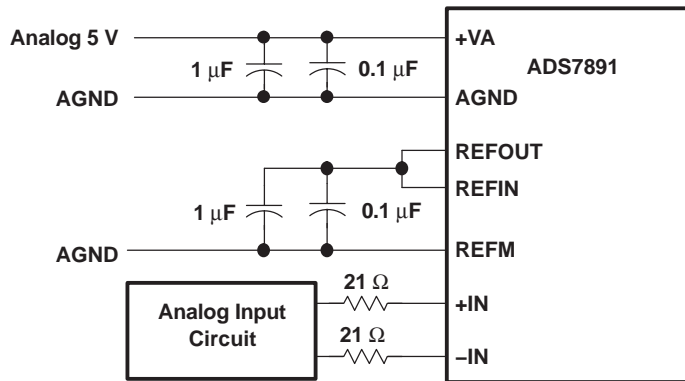 Analog 5 V
+VA
ADS7891
1 μF
0.1 μF
AGND
AGND
REFOUT
REFIN
1 μF
0.1 μF
AGND
REFM
21 Ω
+IN
Analog Input
Circuit
21 Ω
−IN